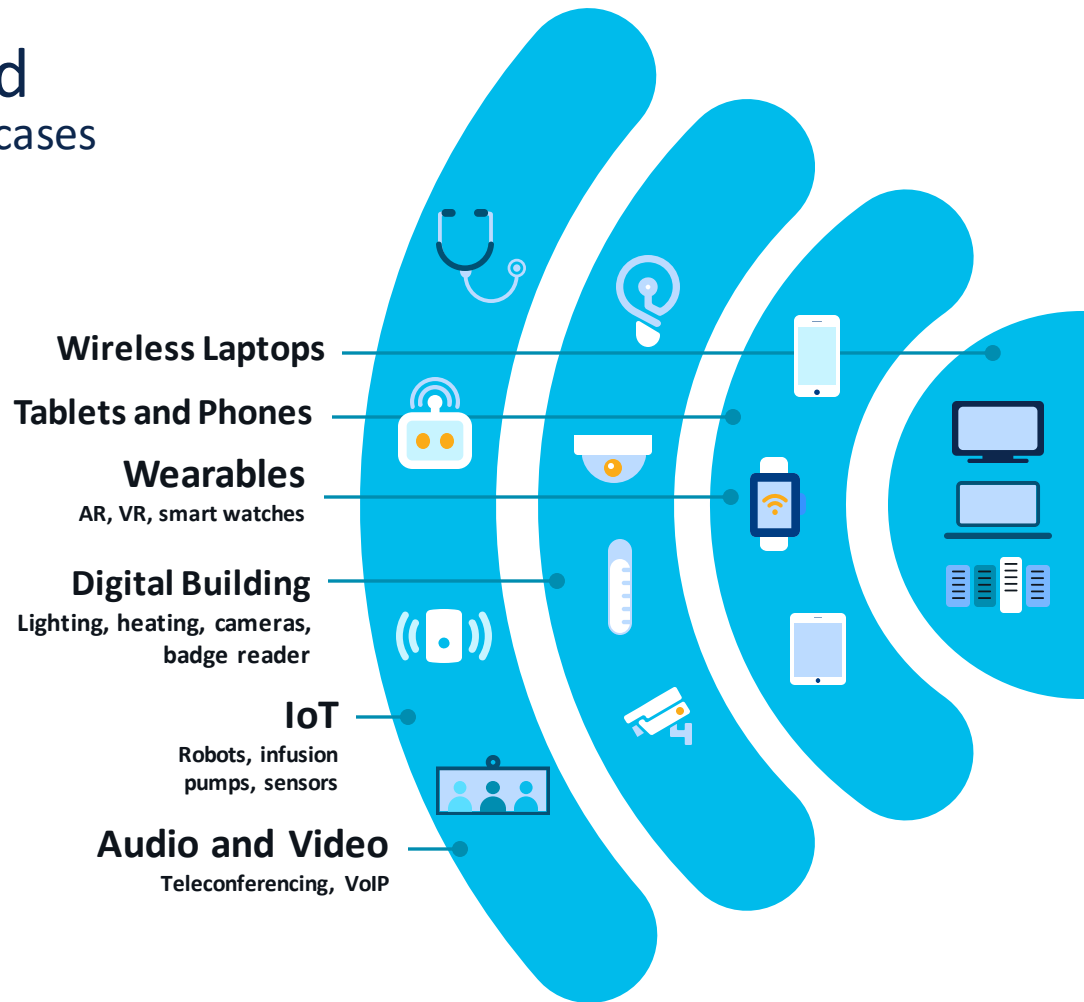 d
cases
Wireless Laptops
Tablets and Phones
Wearables
AR, VR, smart watches
Digital Building
Lighting, heating, cameras,
badge reader
IoT
Robots, infusion
pumps, sensors
Audio and Video
Teleconferencing, VoIP